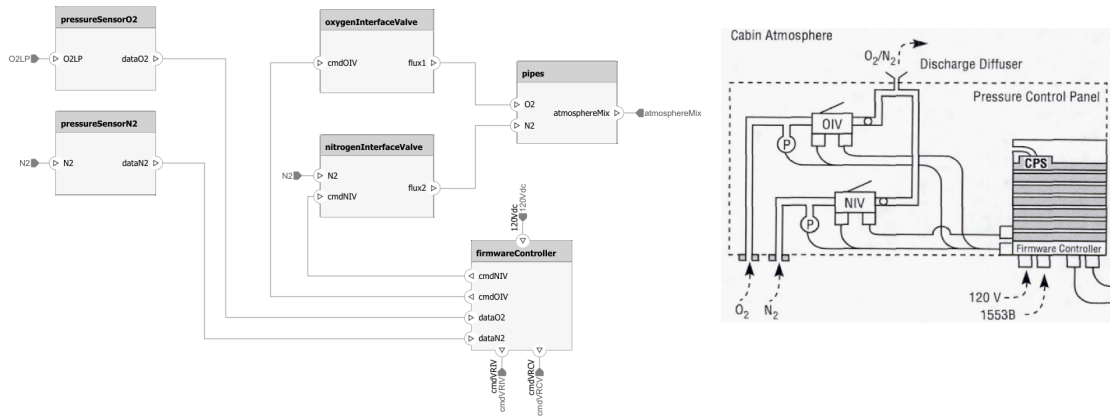 pressureSensorO2
O2LP
O2LP
dataO2
pressureSensorN2
N2
N2
dataN2
oxygenInterfaceValve
cmdOIV
flux1
nitrogenInterfaceValve
N2
N2
cmdNIV
flux2
pipes
O2
N2
atmosphereMix
atmosphereMix
120Vdc
120Vdc
firmwareController
cmdNIV
cmdOIV
dataO2
dataN2
cmdVRIV
cmdVRIV
cmdVRCV
cmdVRCV
Cabin Atmosphere
O₂/N₂
Discharge Diffuser
Pressure Control Panel
OIV
P
CPS
NIV
P
Firmware Controller
O₂
N₂
120 V
1553B